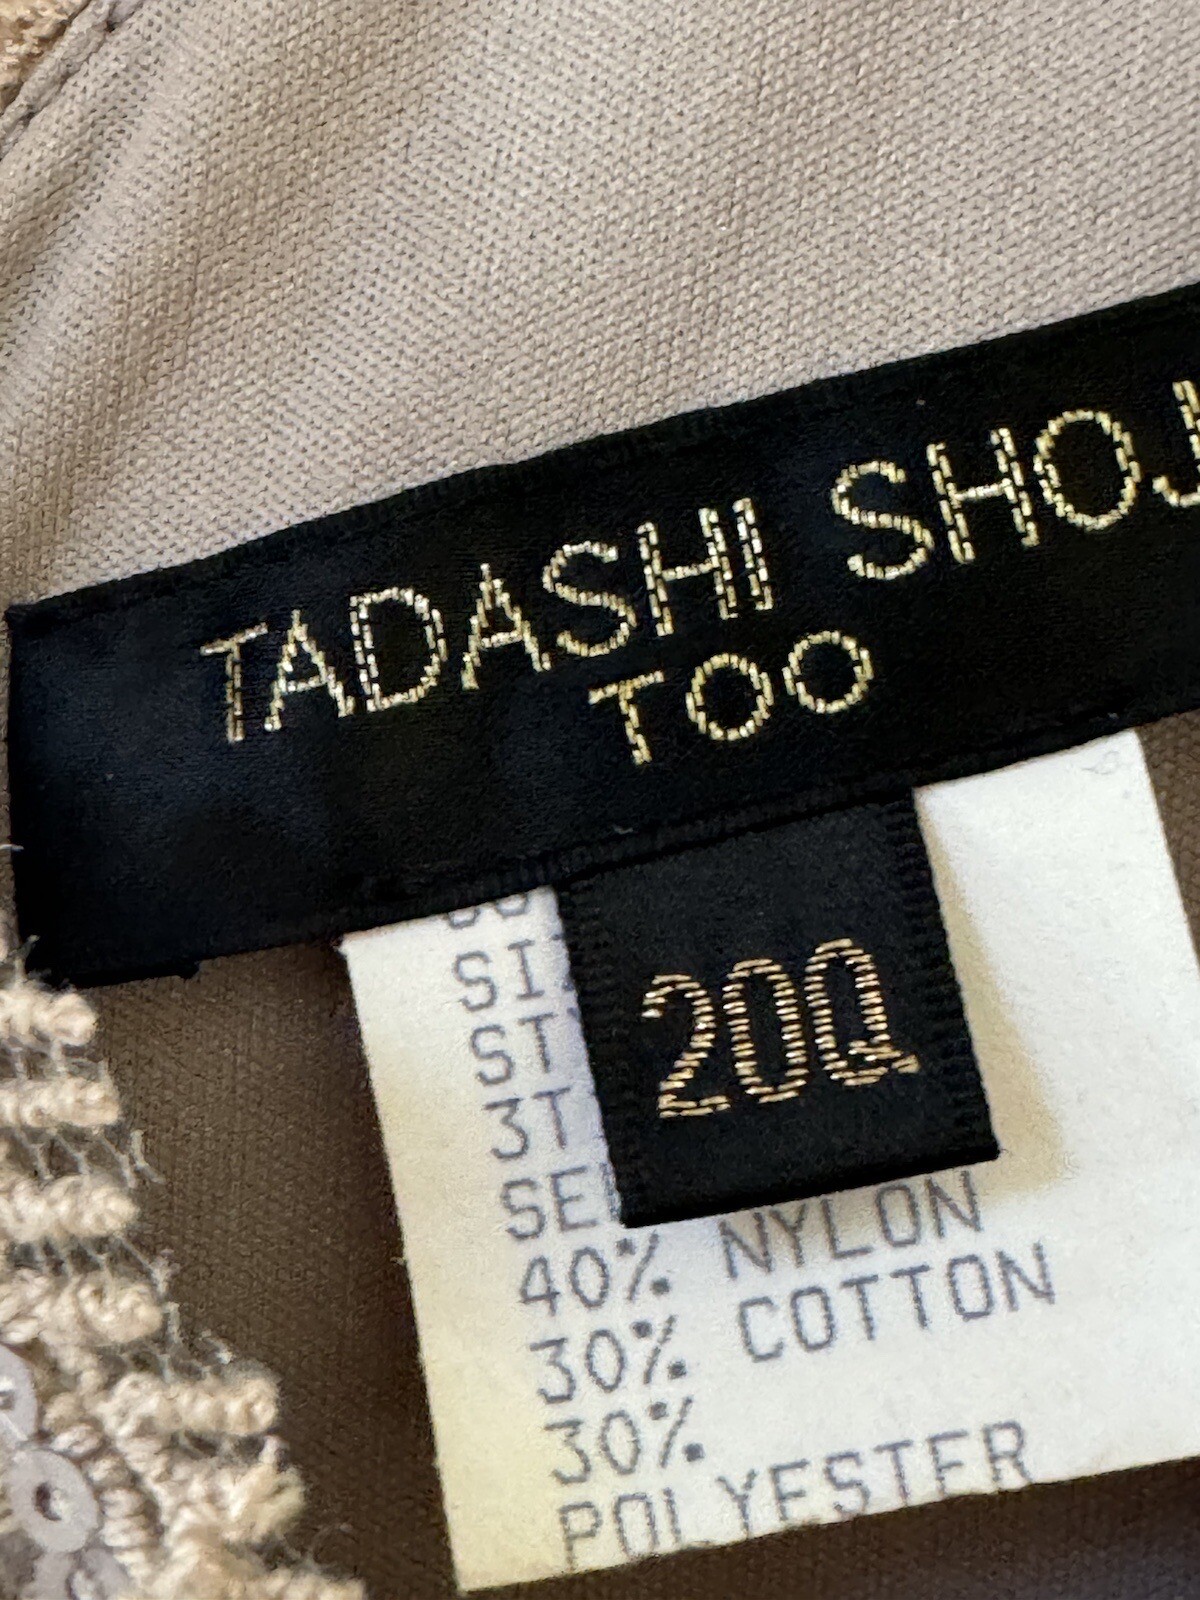 TADASHI SHOJ
TOO
20Q
40% NYLON
30% COTTON
30%
POLYESTER